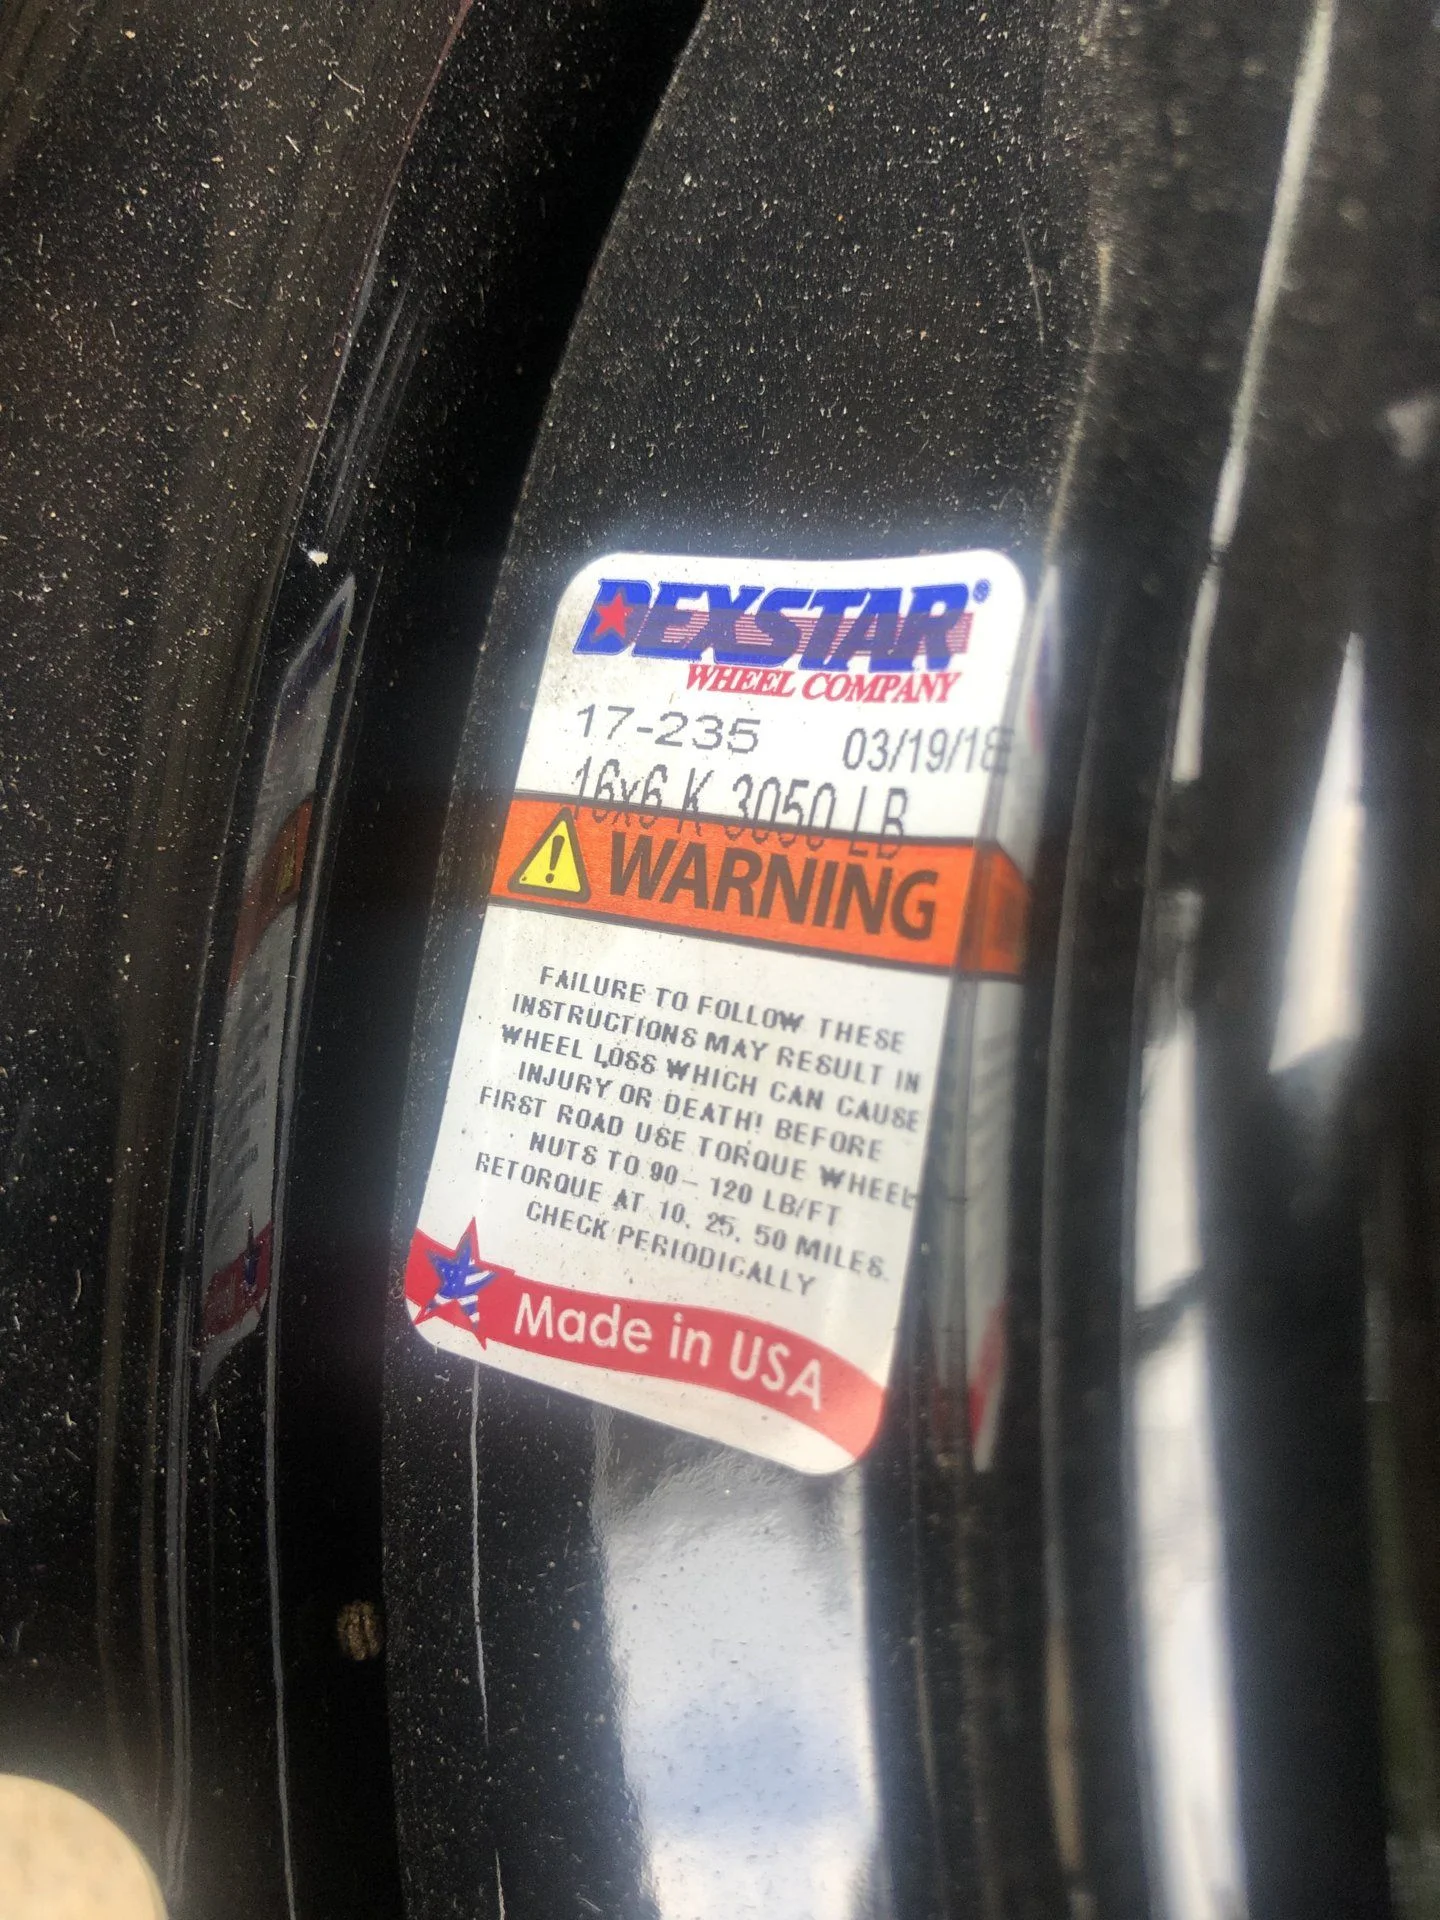 DEXSTAR®
WHEEL COMPANY
17-235 03/19/18
16x6 K 3050 LB
WARNING
FAILURE TO FOLLOW THESE
INSTRUCTIONS MAY RESULT IN
WHEEL LOSS WHICH CAN CAUSE
INJURY OR DEATH! BEFORE
FIRST ROAD USE TORQUE WHEEL
NUTS TO 90 - 120 LB/FT
RETORQUE AT 10, 25, 50 MILES.
CHECK PERIODICALLY
Made in USA